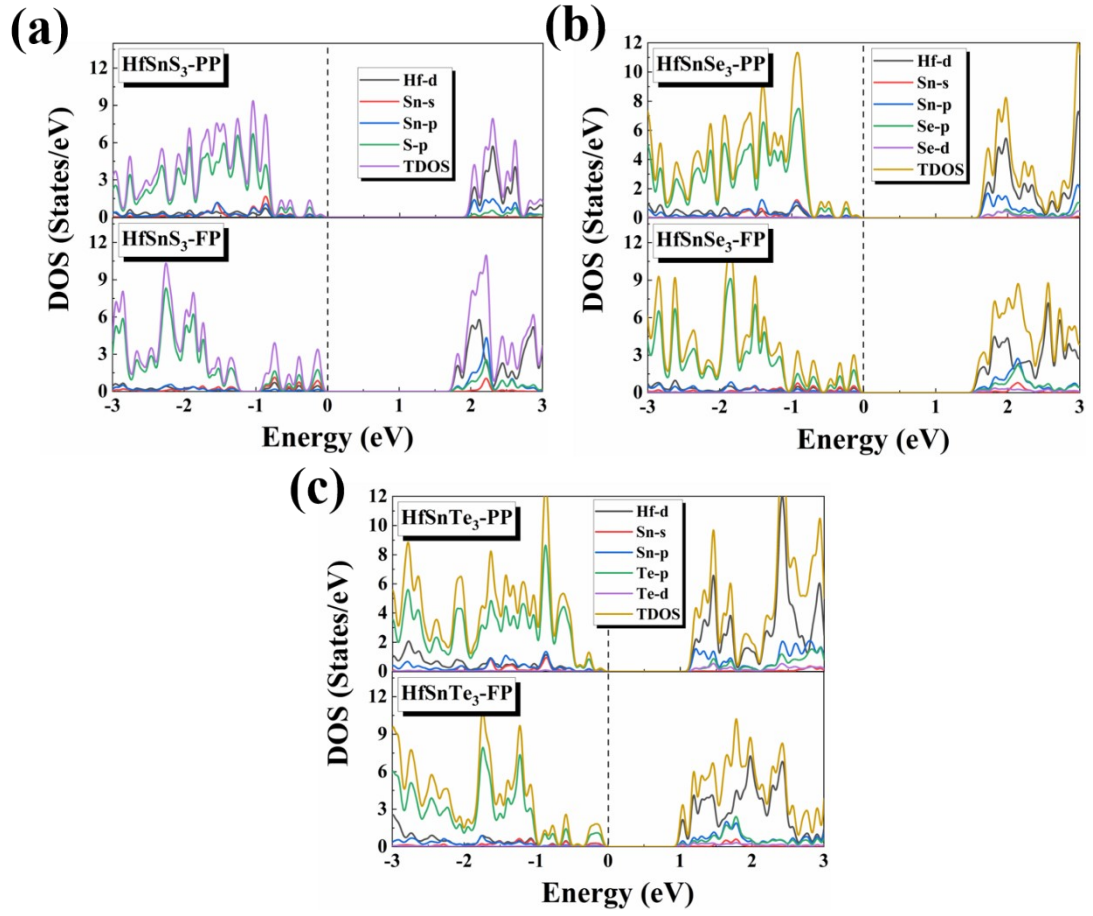 (a)
HfSnS₃-PP
Hf-d
Sn-s
Sn-p
S-p
TDOS
12
9
6
3
0
HfSnS₃-FP
12
9
6
3
0
DOS (States/eV)
-3 -2 -1 0 1 2 3
Energy (eV)
(b)
HfSnSe₃-PP
Hf-d
Sn-s
Sn-p
Se-p
Se-d
TDOS
12
10
8
6
4
2
0
HfSnSe₃-FP
12
9
6
3
0
DOS (States/eV)
-3 -2 -1 0 1 2 3
Energy (eV)
(c)
HfSnTe₃-PP
Hf-d
Sn-s
Sn-p
Te-p
Te-d
TDOS
12
10
8
6
4
2
0
HfSnTe₃-FP
12
9
6
3
0
DOS (States/eV)
-3 -2 -1 0 1 2 3
Energy (eV)